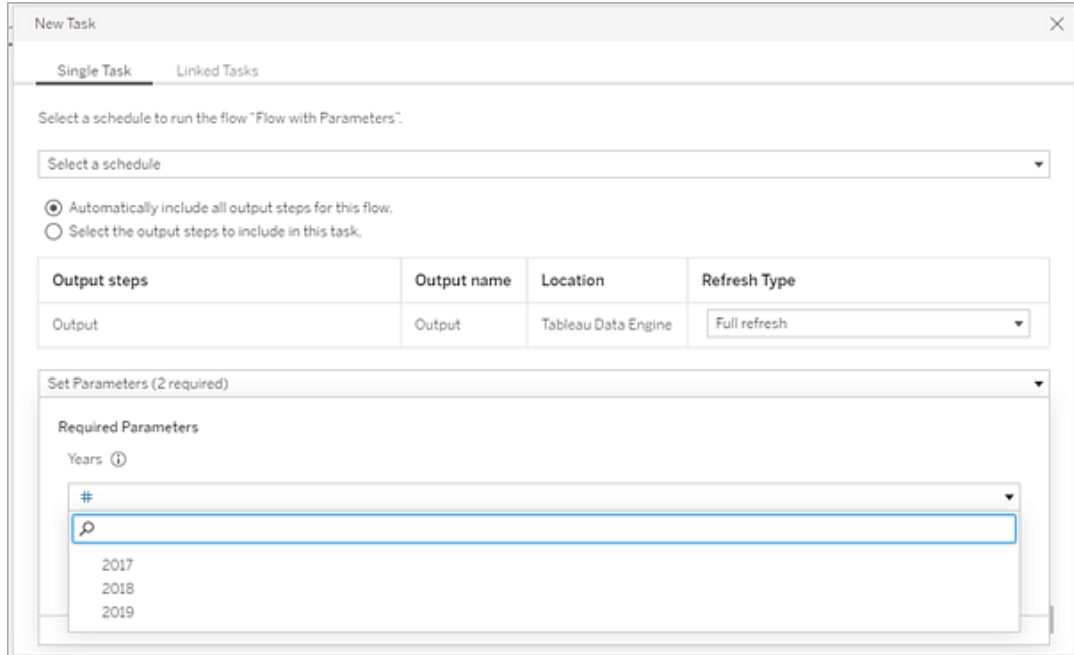 New Task
Single Task Linked Tasks
Select a schedule to run the flow "Flow with Parameters".
Select a schedule
Automatically include all output steps for this flow.
Select the output steps to include in this task.
Output steps Output name Location Refresh Type
Output Output Tableau Data Engine Full refresh
Set Parameters (2 required)
Required Parameters
Years
#
2017
2018
2019